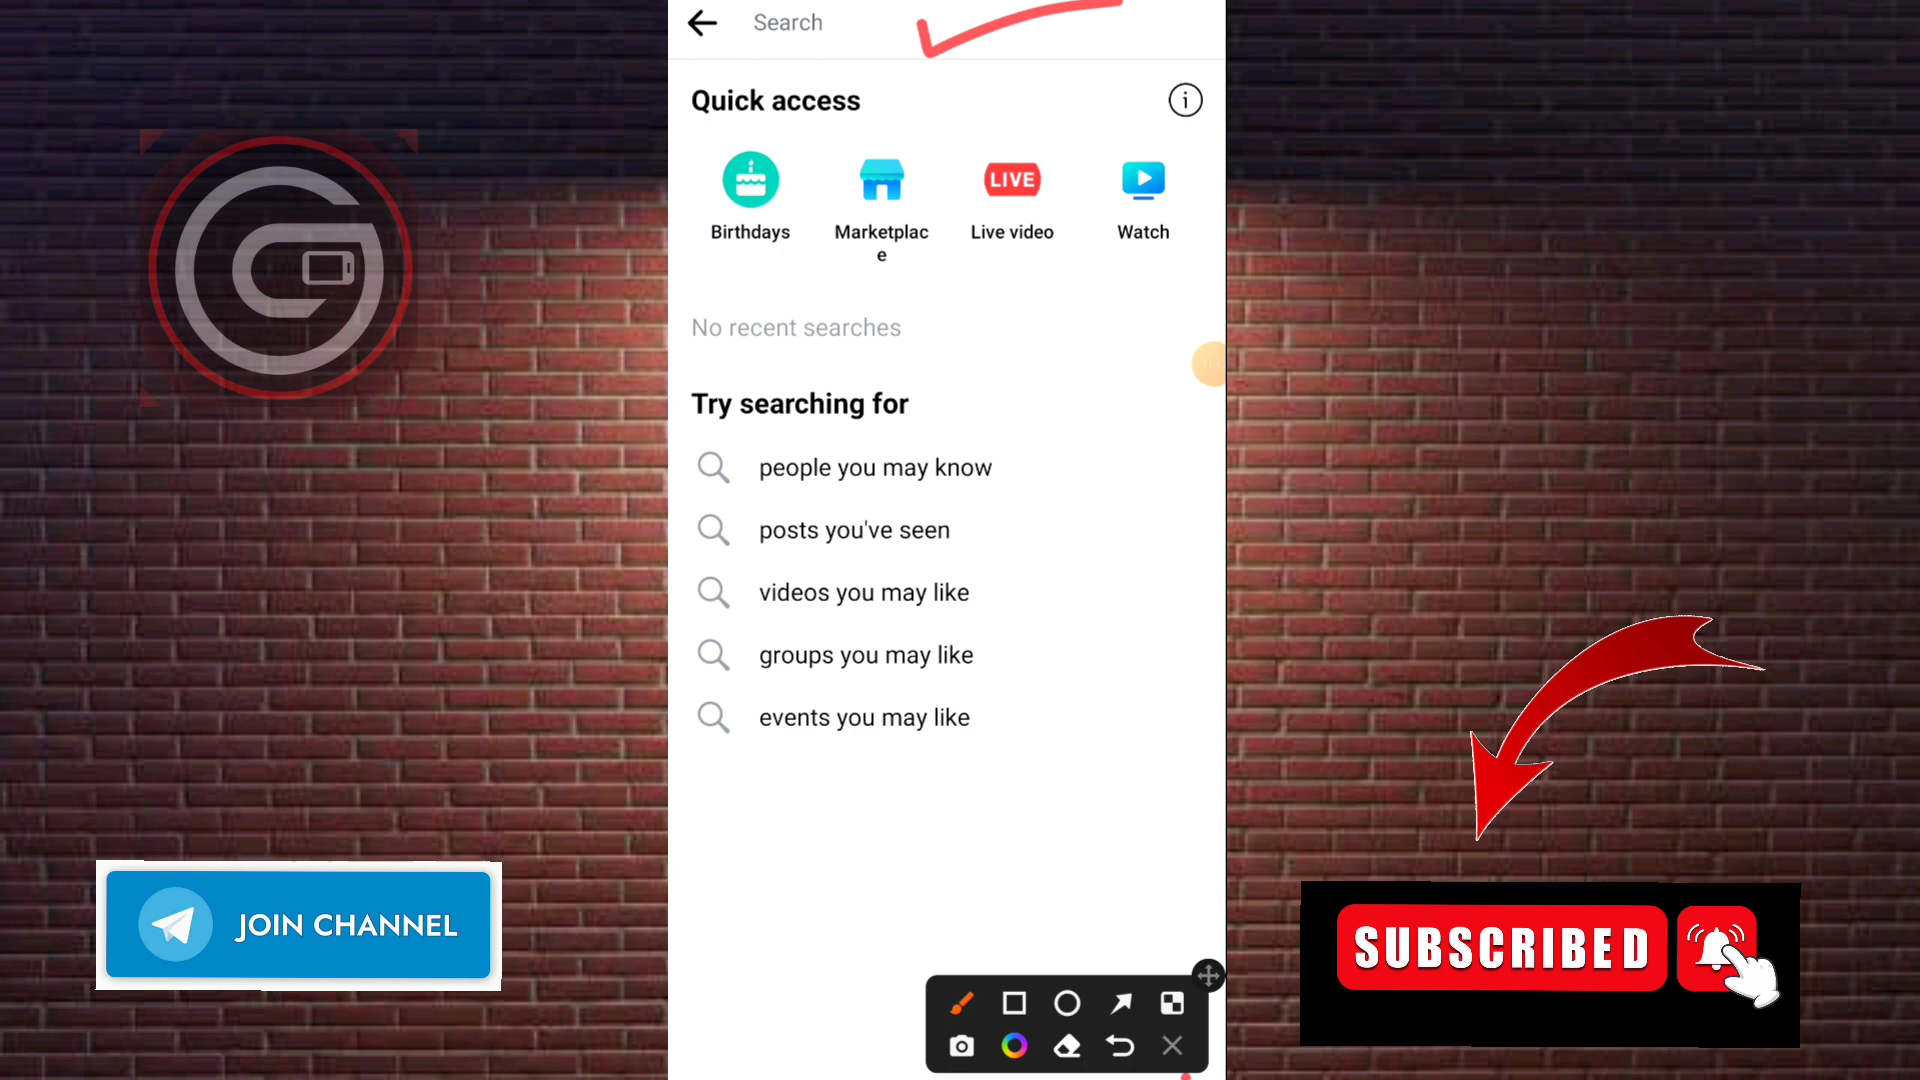 Search
Quick access
Birthdays
Marketplac
e
LIVE
Live video
Watch
No recent searches
Try searching for
people you may know
posts you've seen
videos you may like
groups you may like
events you may like
JOIN CHANNEL
SUBSCRIBED